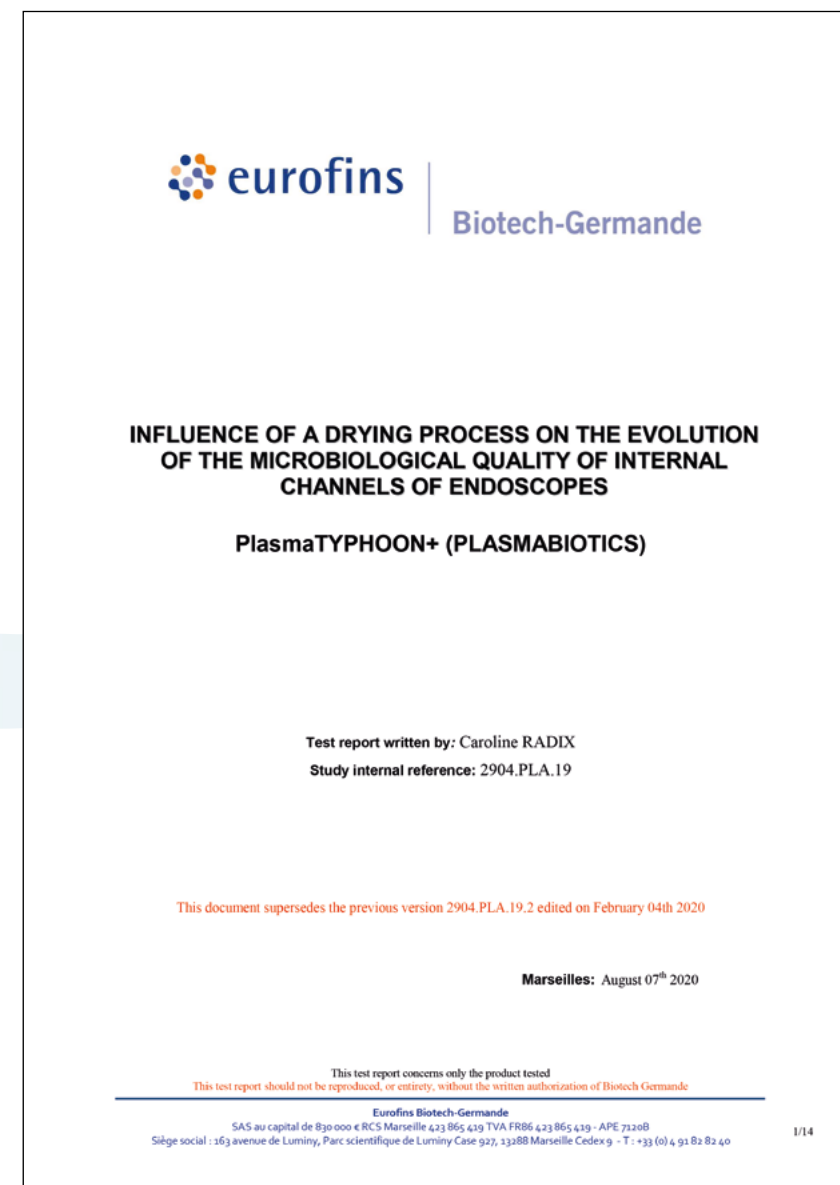 eurofins
Biotech-Germande
INFLUENCE OF A DRYING PROCESS ON THE EVOLUTION
OF THE MICROBIOLOGICAL QUALITY OF INTERNAL
CHANNELS OF ENDOSCOPES
PlasmaTYPHOON+ (PLASMABIOTICS)
Test report written by: Caroline RADIX
Study internal reference: 2904.PLA.19
This document supersedes the previous version 2904.PLA.19.2 edited on February 04th 2020
Marseilles: August 07th 2020
This test report concerns only the product tested
This test report should not be reproduced, or entirety, without the written authorization of Biotech Germande
Eurofins Biotech-Germande
SAS au capital de 830 000 € RCS Marseille 423 865 419 TVA FR86 423 865 419 - APE 7120B
Siège social : 163 avenue de Luminy, Parc scientifique de Luminy Case 927, 13288 Marseille Cedex 9 - T : +33 (0) 4 91 82 82 40
1/14